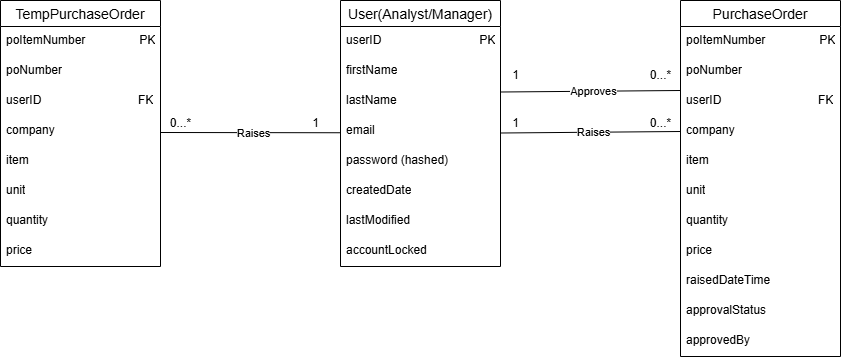 TempPurchaseOrder
poItemNumber PK
poNumber
userID FK
company
item
unit
quantity
price
0...* Raises 1
User(Analyst/Manager)
userID PK
firstName
lastName
email
password (hashed)
createdDate
lastModified
accountLocked
1 Approves 0...*
1 Raises 0...*
PurchaseOrder
poItemNumber PK
poNumber
userID FK
company
item
unit
quantity
price
raisedDateTime
approvalStatus
approvedBy